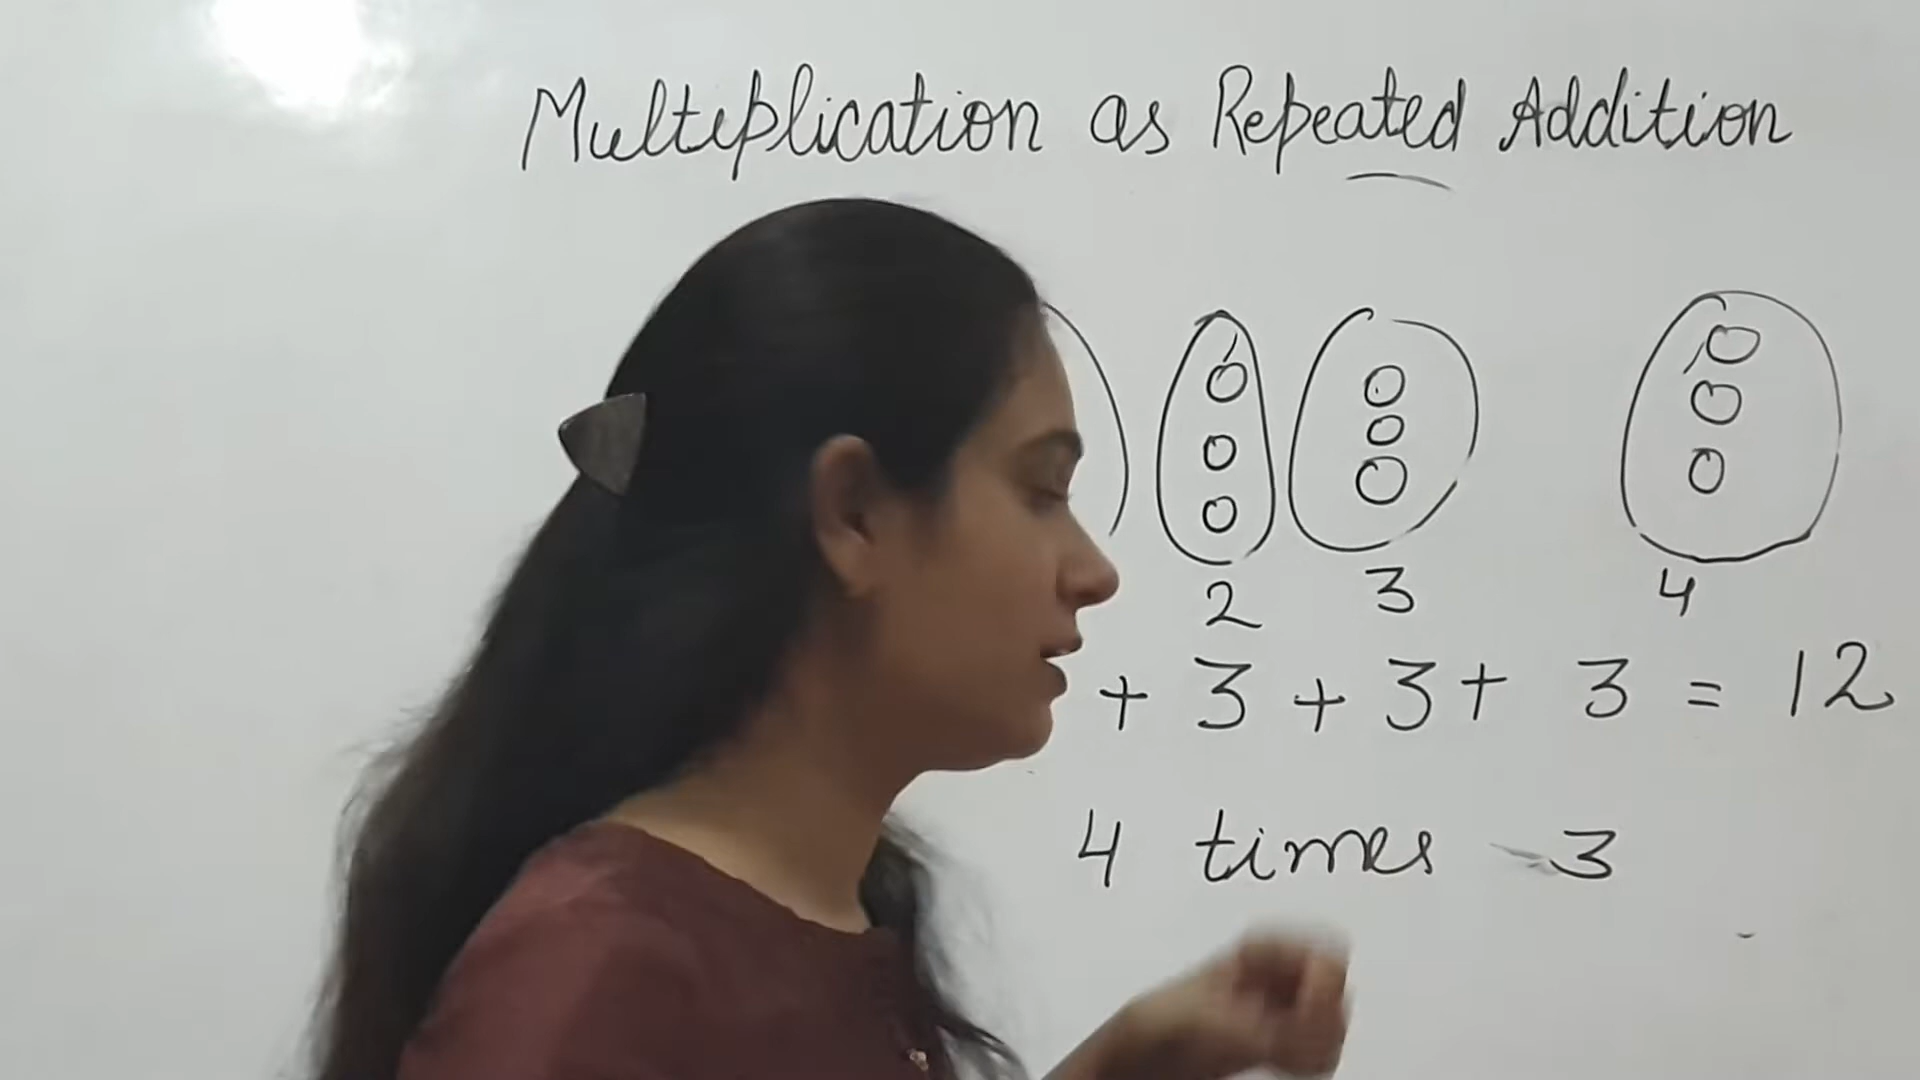 Multiplication as Repeated Addition
2 3 4
+ 3 + 3 + 3 = 12
4 times 3